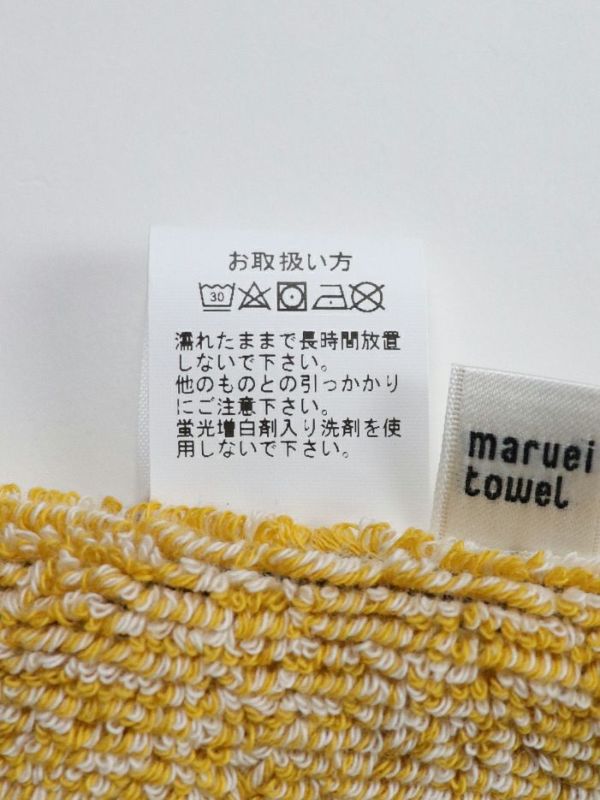 お取扱い方
30
濡れたままで長時間放置
しないで下さい。
他のものとの引っかかり
にご注意下さい。
蛍光増白剤入り洗剤を使
用しないで下さい。
maruei
towel